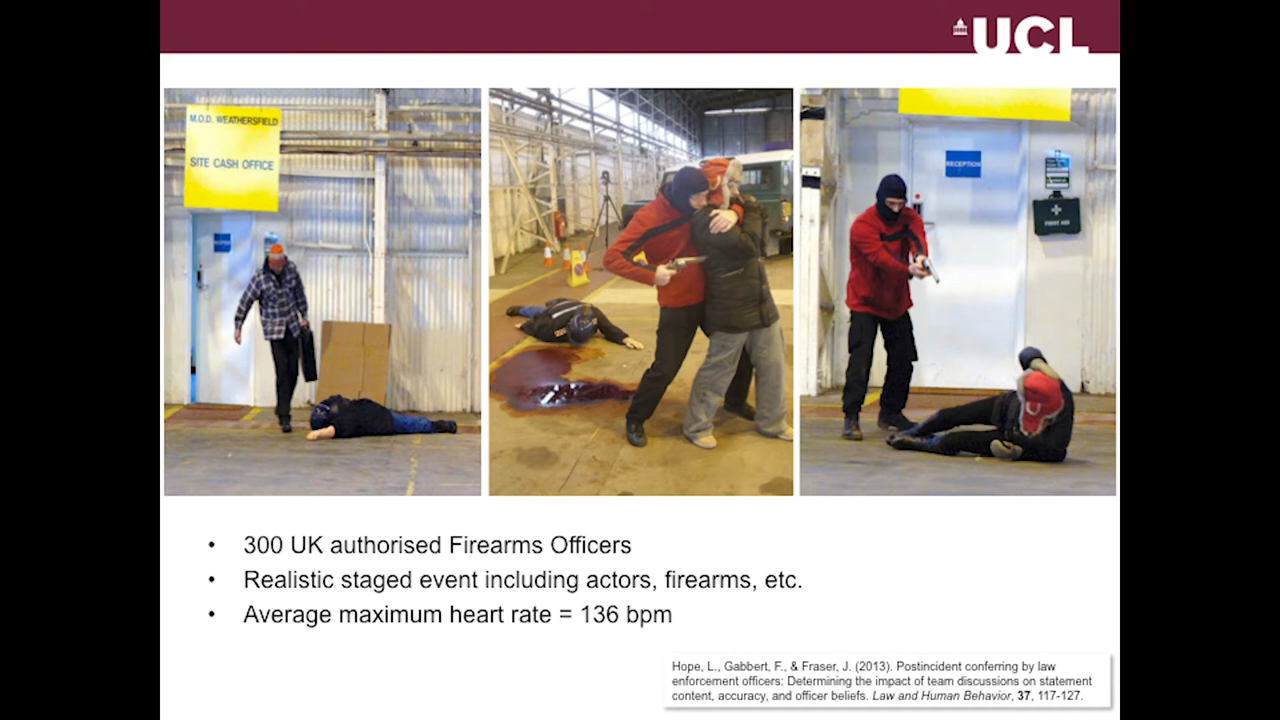 UCL
M.O.D. WEATHERSFIELD
SITE CASH OFFICE
RECEPTION
FIRST AID
• 300 UK authorised Firearms Officers
• Realistic staged event including actors, firearms, etc.
• Average maximum heart rate = 136 bpm
Hope, L., Gabbert, F., & Fraser, J. (2013). Postincident conferring by law
enforcement officers: Determining the impact of team discussions on statement
content, accuracy, and officer beliefs. Law and Human Behavior, 37, 117-127.